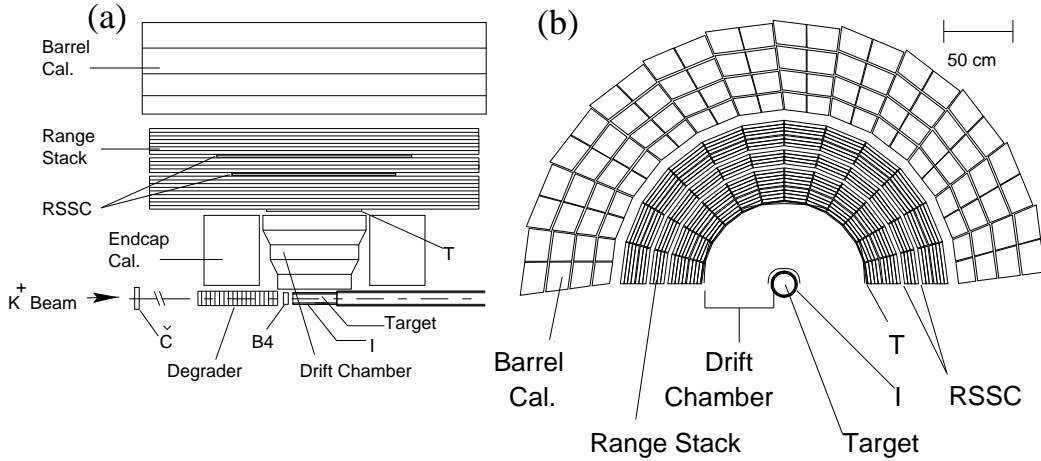 (a)
Barrel
Cal.
Range
Stack
RSSC
Endcap
Cal.
T
K+ Beam
Č
Degrader
B4
I
Target
Drift Chamber
(b)
50 cm
Barrel
Cal.
Drift
Chamber
Range Stack
T
I
RSSC
Target